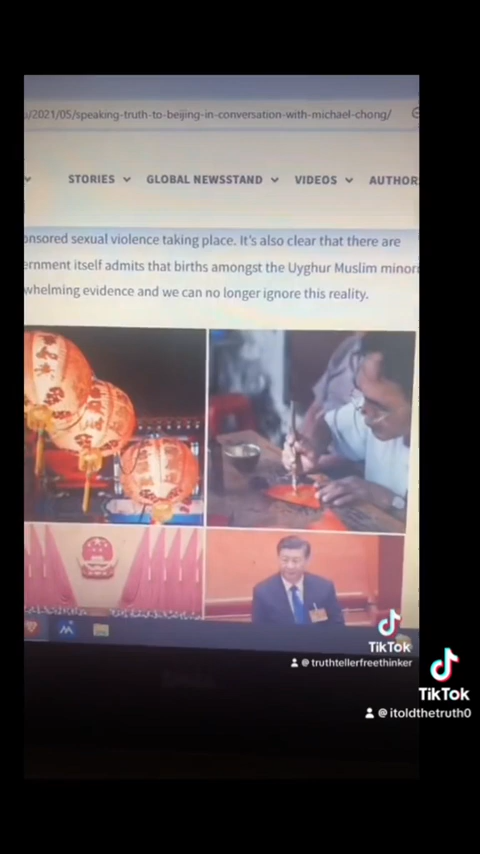 /2021/05/speaking-truth-to-beijing-in-conversation-with-michael-chong/
STORIES GLOBAL NEWSSTAND VIDEOS AUTHOR
onsored sexual violence taking place. It's also clear that there are
ernment itself admits that births amongst the Uyghur Muslim minori
whelming evidence and we can no longer ignore this reality.
TikTok
@truthtellerfreethinker
TikTok
@itoldthetruth0